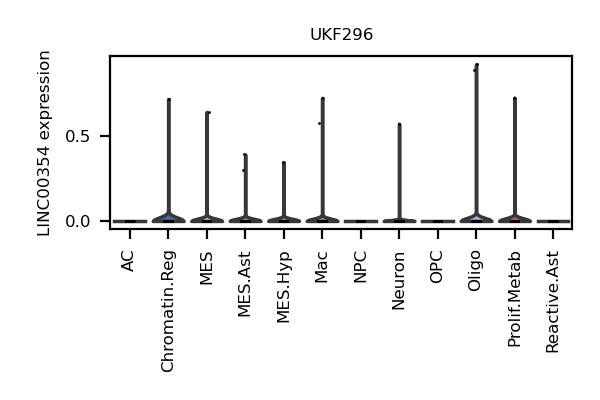 UKF296
LINC00354 expression
0.5
0.0
AC
Chromatin.Reg
MES
MES.Ast
MES.Hyp
Mac
NPC
Neuron
OPC
Oligo
Prolif.Metab
Reactive.Ast